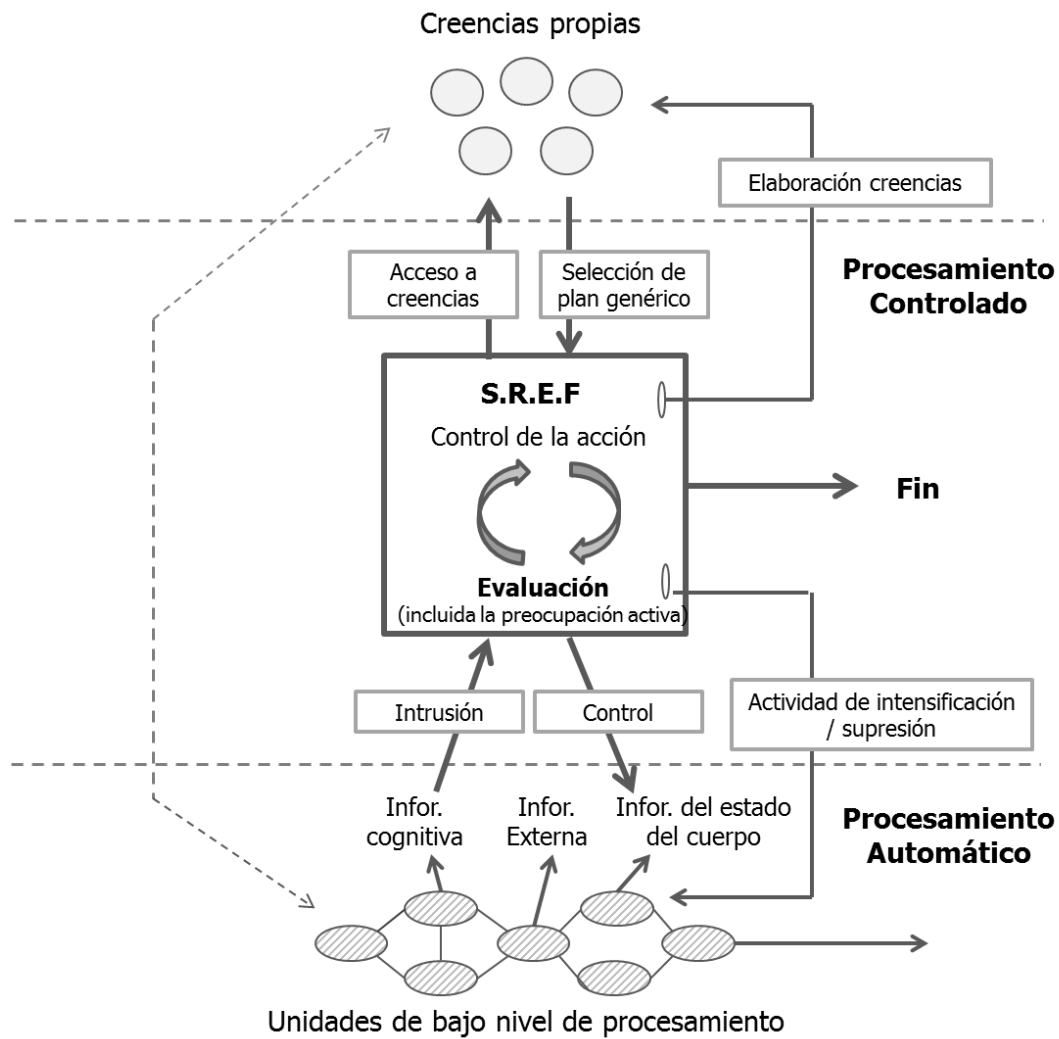 Creencias propias
Elaboración creencias
Acceso a
creencias
Selección de
plan genérico
Procesamiento
Controlado
S.R.E.F
Control de la acción
Fin
Evaluación
(incluida la preocupación activa)
Intrusión
Control
Actividad de intensificación
/ supresión
Infor.
cognitiva
Infor.
Externa
Infor. del estado
del cuerpo
Procesamiento
Automático
Unidades de bajo nivel de procesamiento